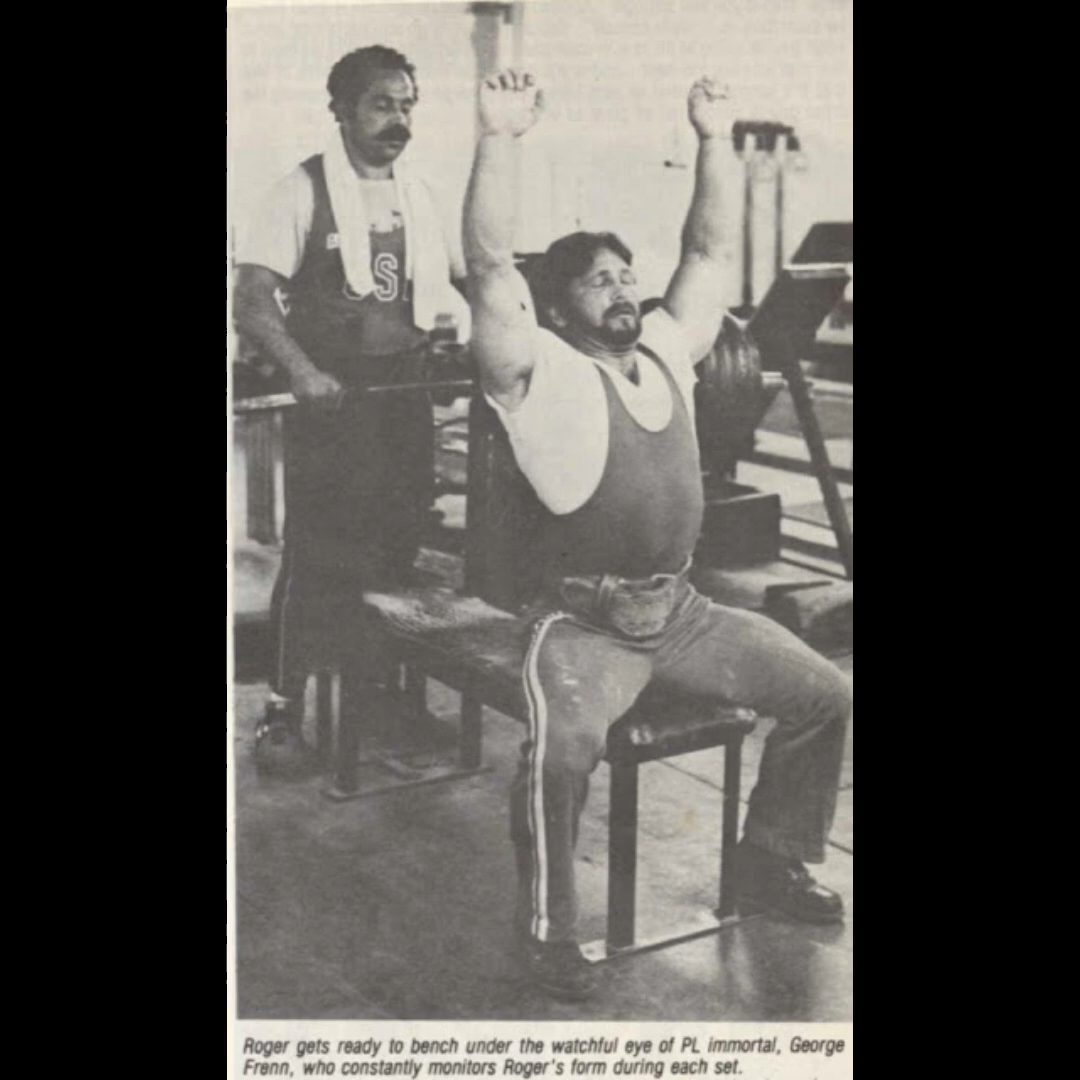 US
Roger gets ready to bench under the watchful eye of PL immortal, George
Frenn, who constantly monitors Roger's form during each set.